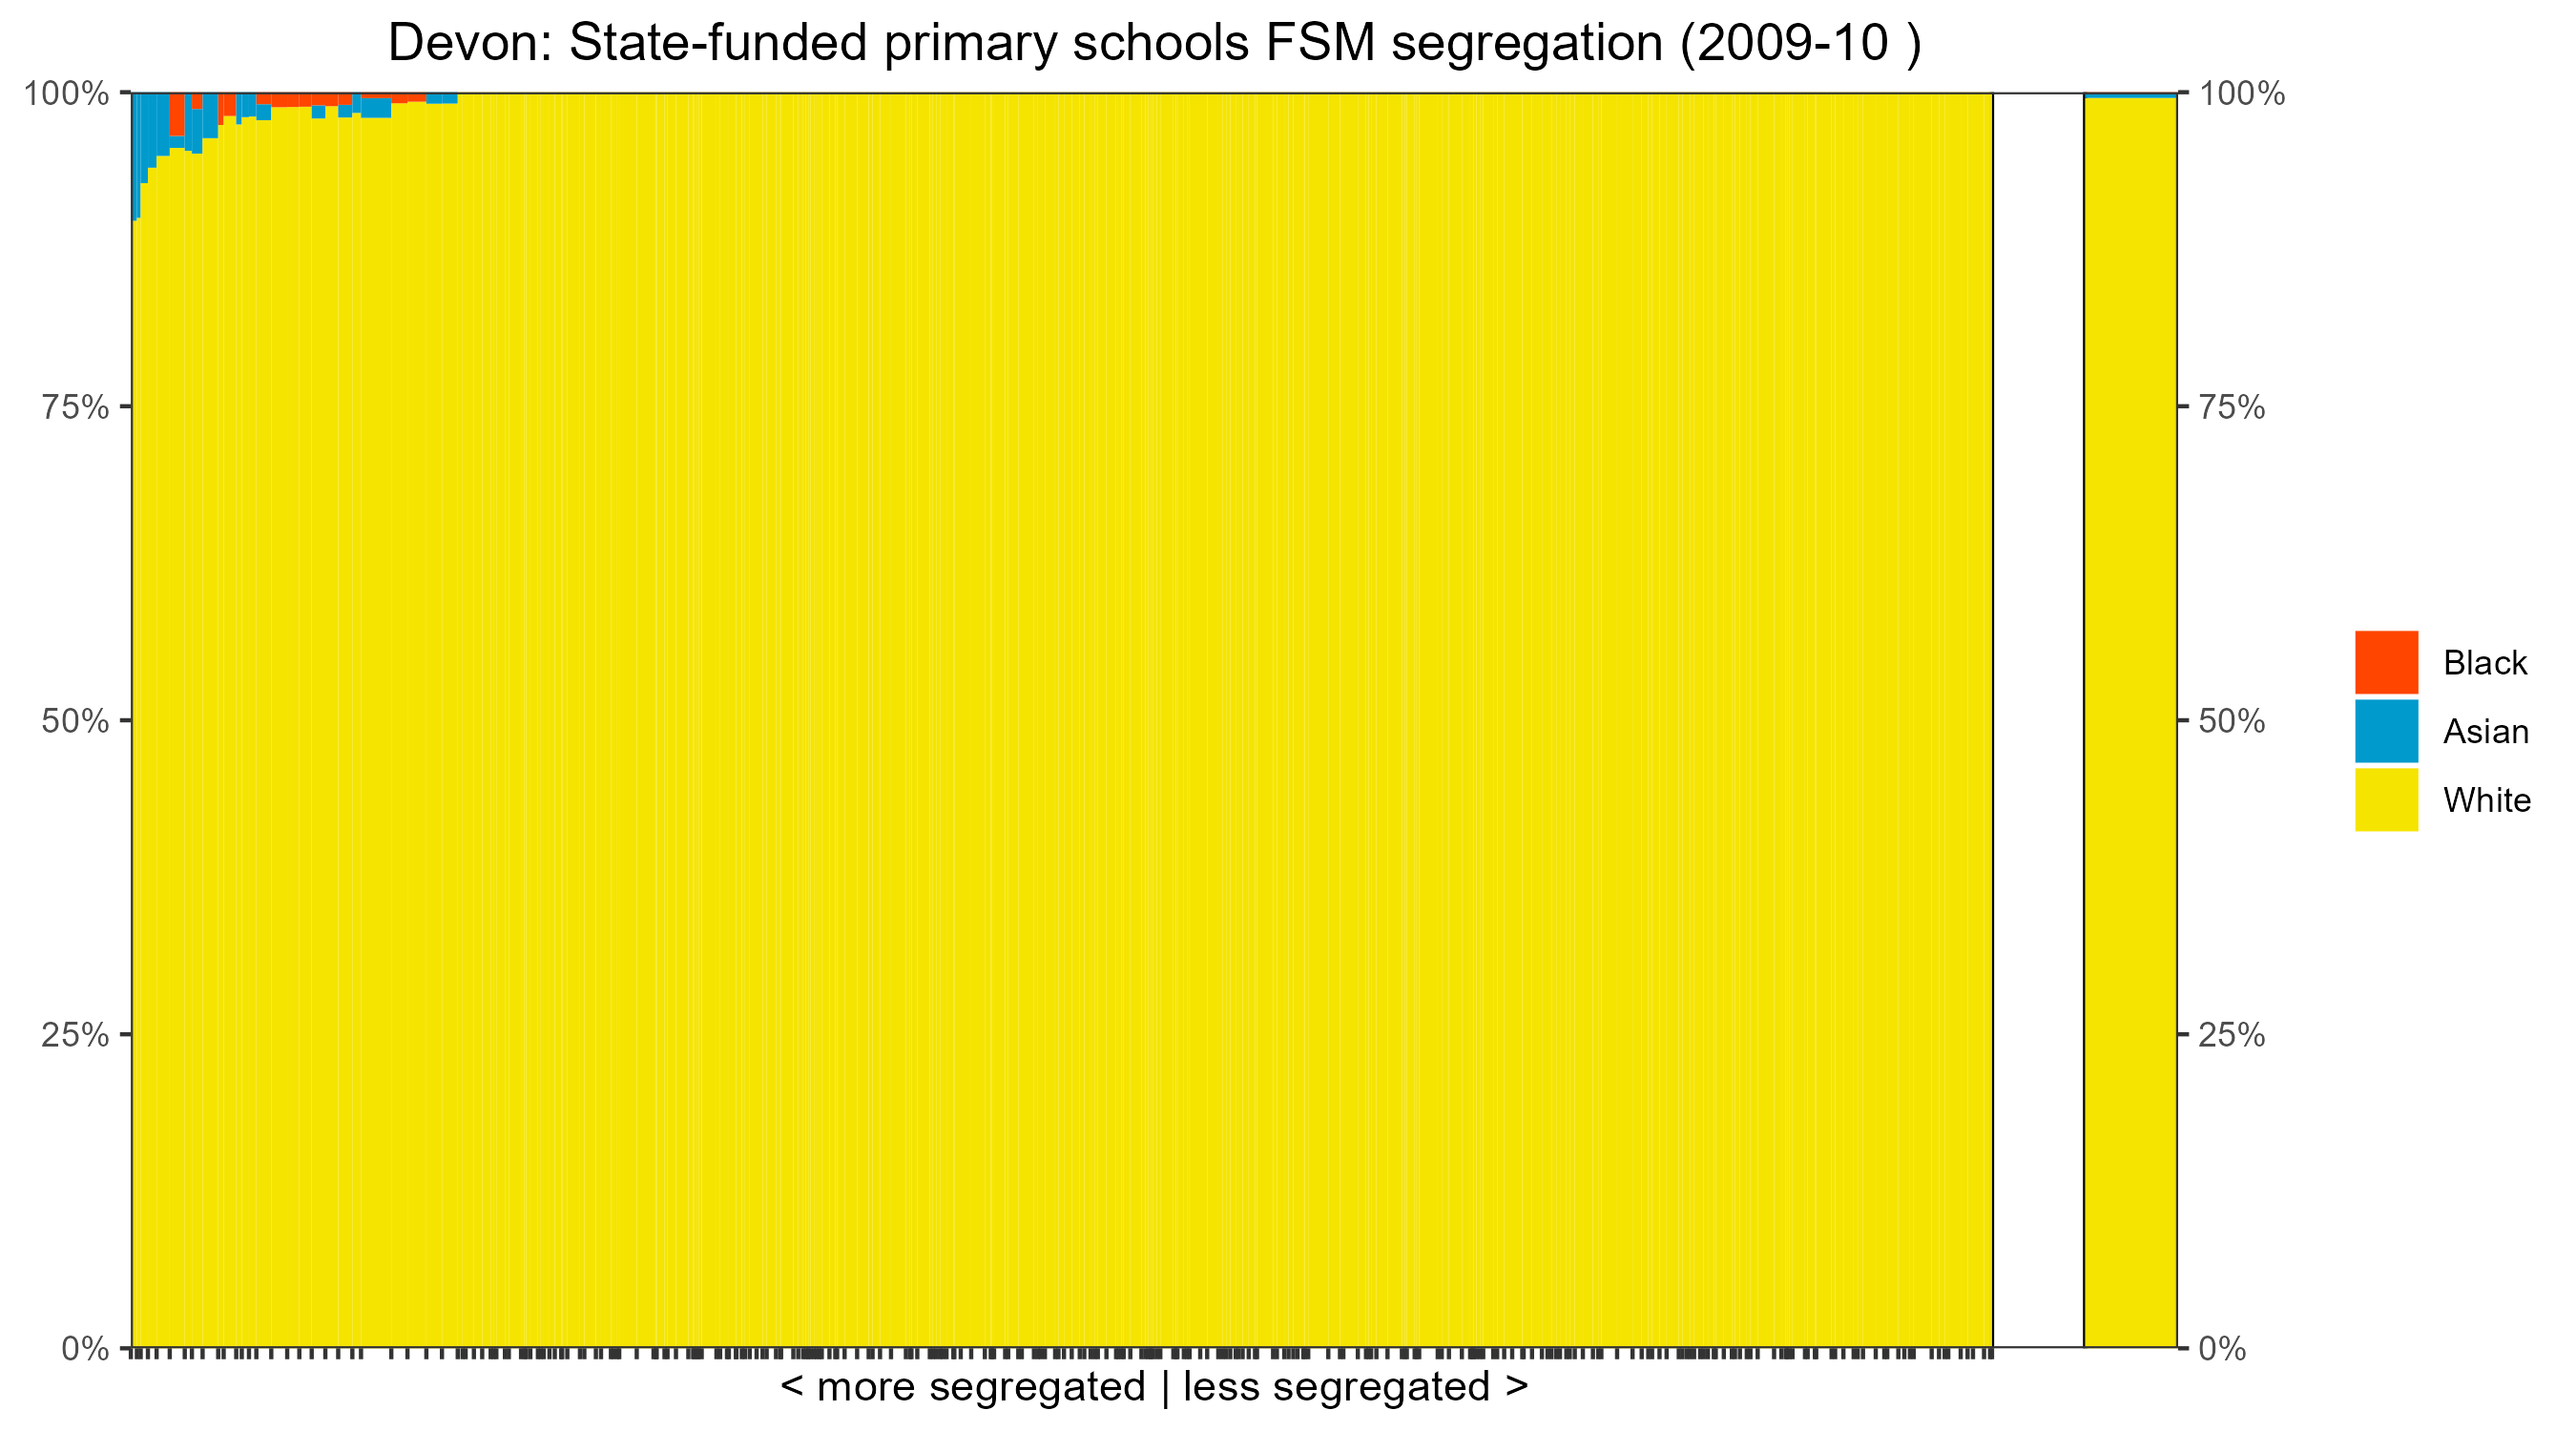 Devon: State-funded primary schools FSM segregation (2009-10 )
100%
75%
50%
25%
0%
100%
75%
50%
25%
0%
Black
Asian
White
< more segregated | less segregated >